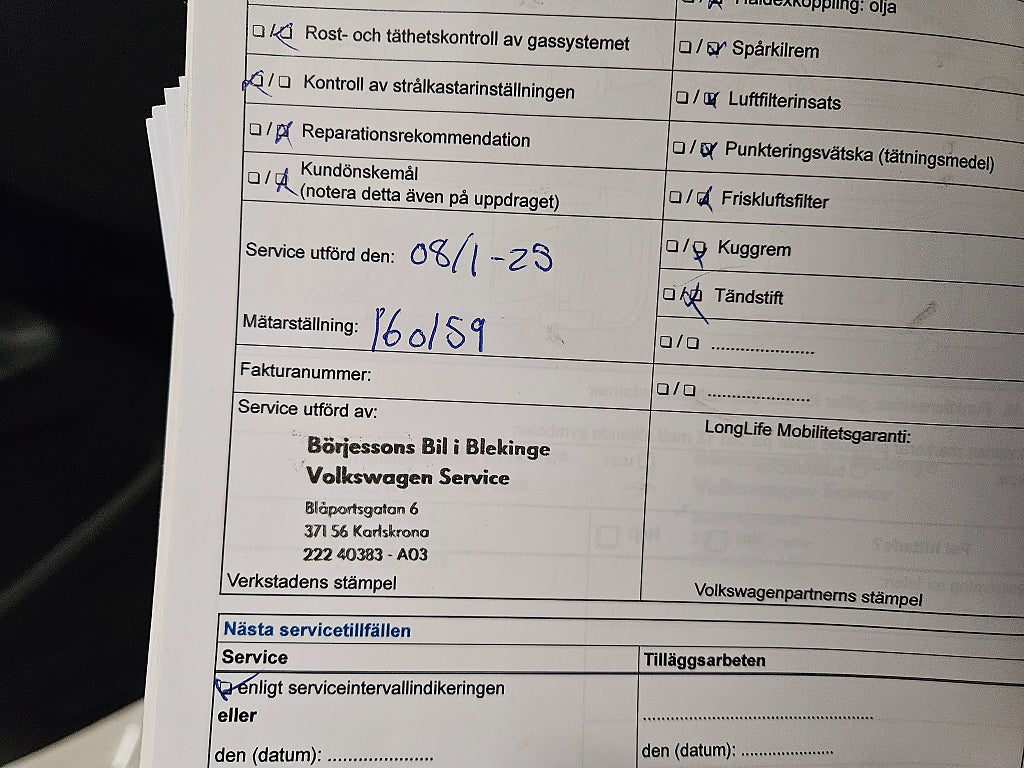 Haldexkoppling: olja
Rost- och täthetskontroll av gassystemet
Spårkilrem
Kontroll av strålkastarinställningen
Luftfilterinsats
Reparationsrekommendation
Punkteringsvätska (tätningsmedel)
Kundönskemål
(notera detta även på uppdraget)
Friskluftsfilter
Kuggrem
Service utförd den: 08/1-25
Tändstift
Mätarställning: 160159
Fakturanummer:
Service utförd av:
LongLife Mobilitetsgaranti:
Börjessons Bil i Blekinge
Volkswagen Service
Blåportsgatan 6
371 56 Karlskrona
222 40383 - A03
Verkstadens stämpel
Volkswagenpartnerns stämpel
Nästa servicetillfällen
Service
Tilläggsarbeten
enligt serviceintervallindikeringen
eller
den (datum): ....................
den (datum): ..................